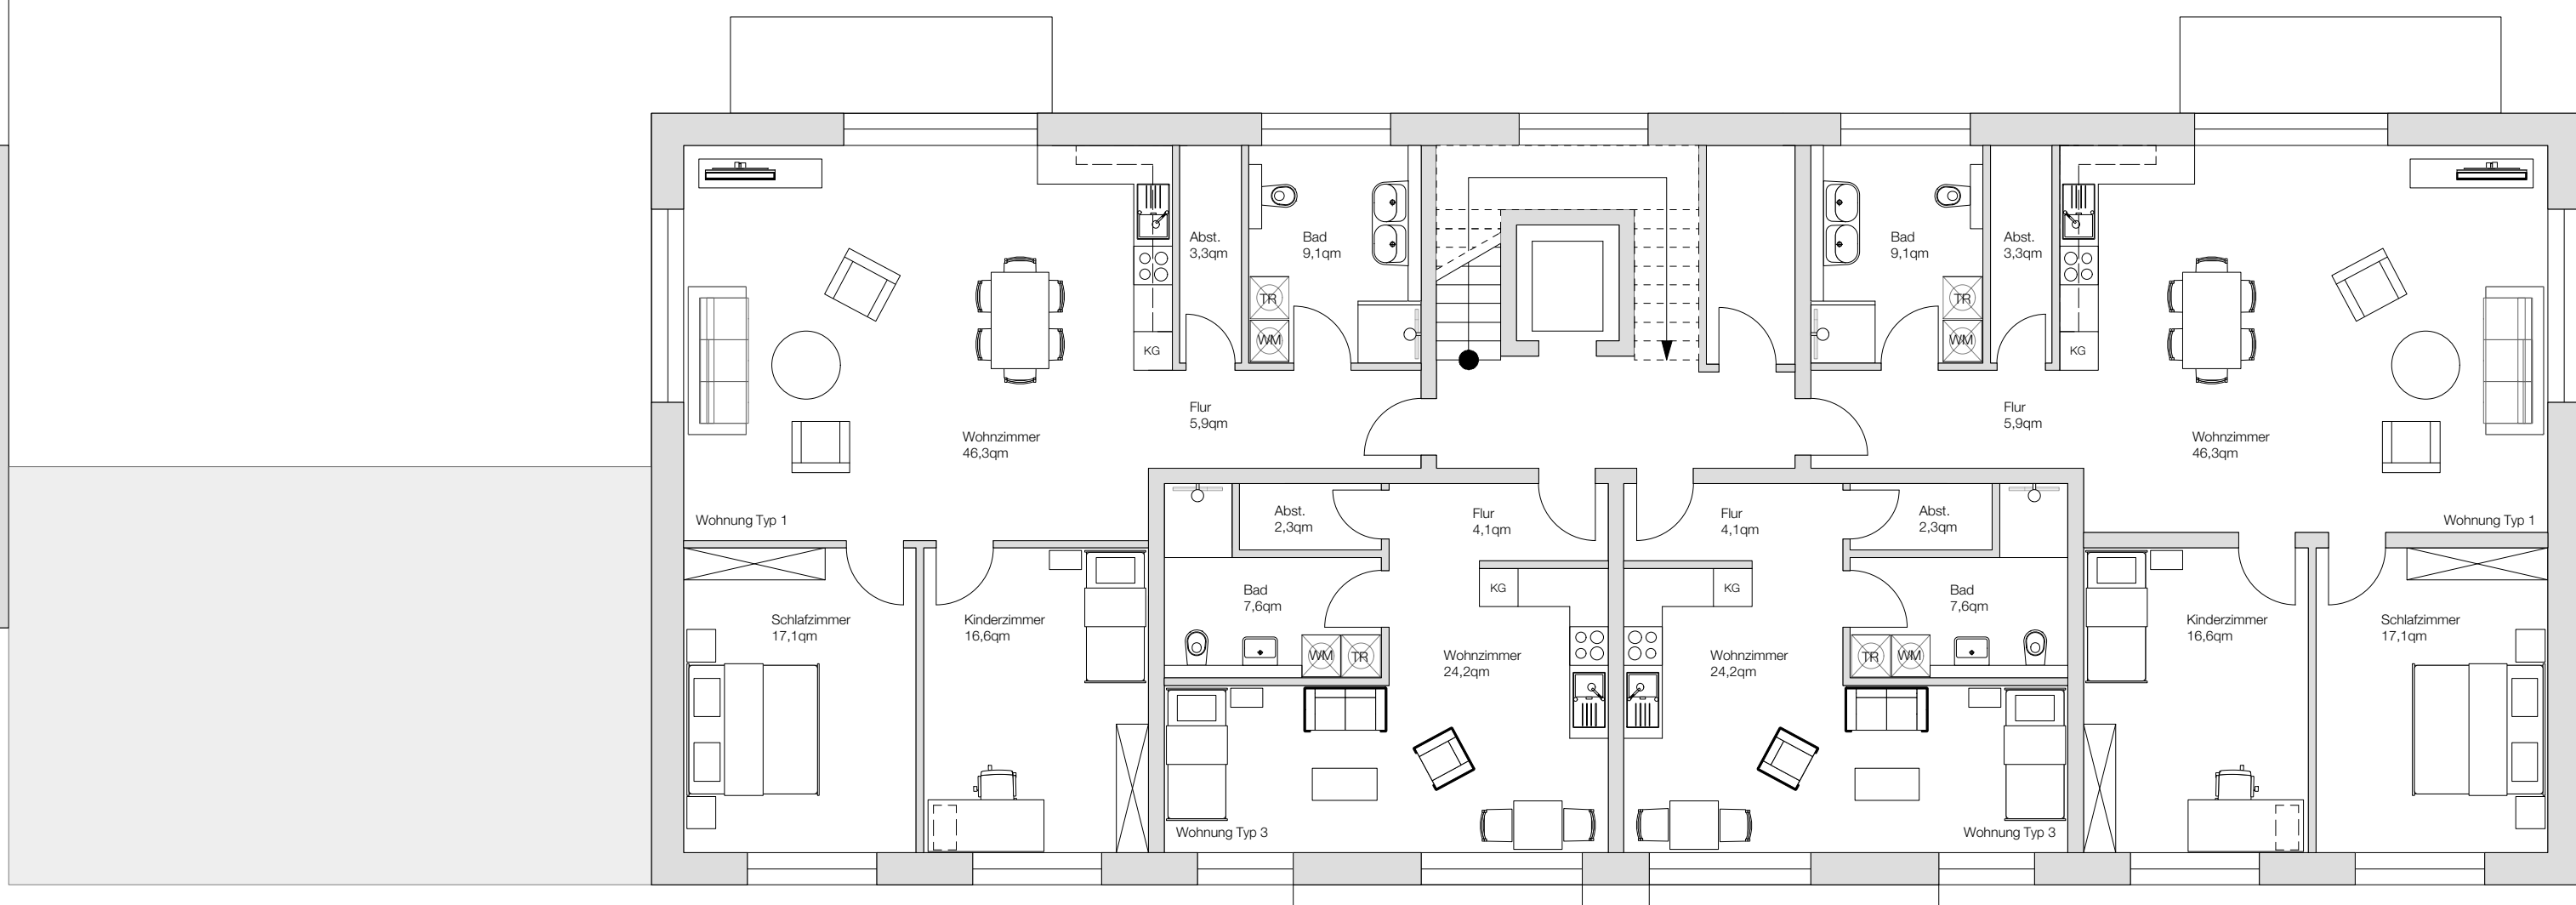 Abst.
3,3qm
Bad
9,1qm
TR
WM
KG
Flur
5,9qm
Wohnzimmer
46,3qm
Wohnung Typ 1
Schlafzimmer
17,1qm
Kinderzimmer
16,6qm
Abst.
2,3qm
Flur
4,1qm
Bad
7,6qm
KG
WM
TR
Wohnzimmer
24,2qm
Wohnung Typ 3
Flur
4,1qm
Abst.
2,3qm
KG
Bad
7,6qm
TR
WM
Wohnzimmer
24,2qm
Wohnung Typ 3
Bad
9,1qm
Abst.
3,3qm
TR
WM
KG
Flur
5,9qm
Wohnzimmer
46,3qm
Wohnung Typ 1
Kinderzimmer
16,6qm
Schlafzimmer
17,1qm